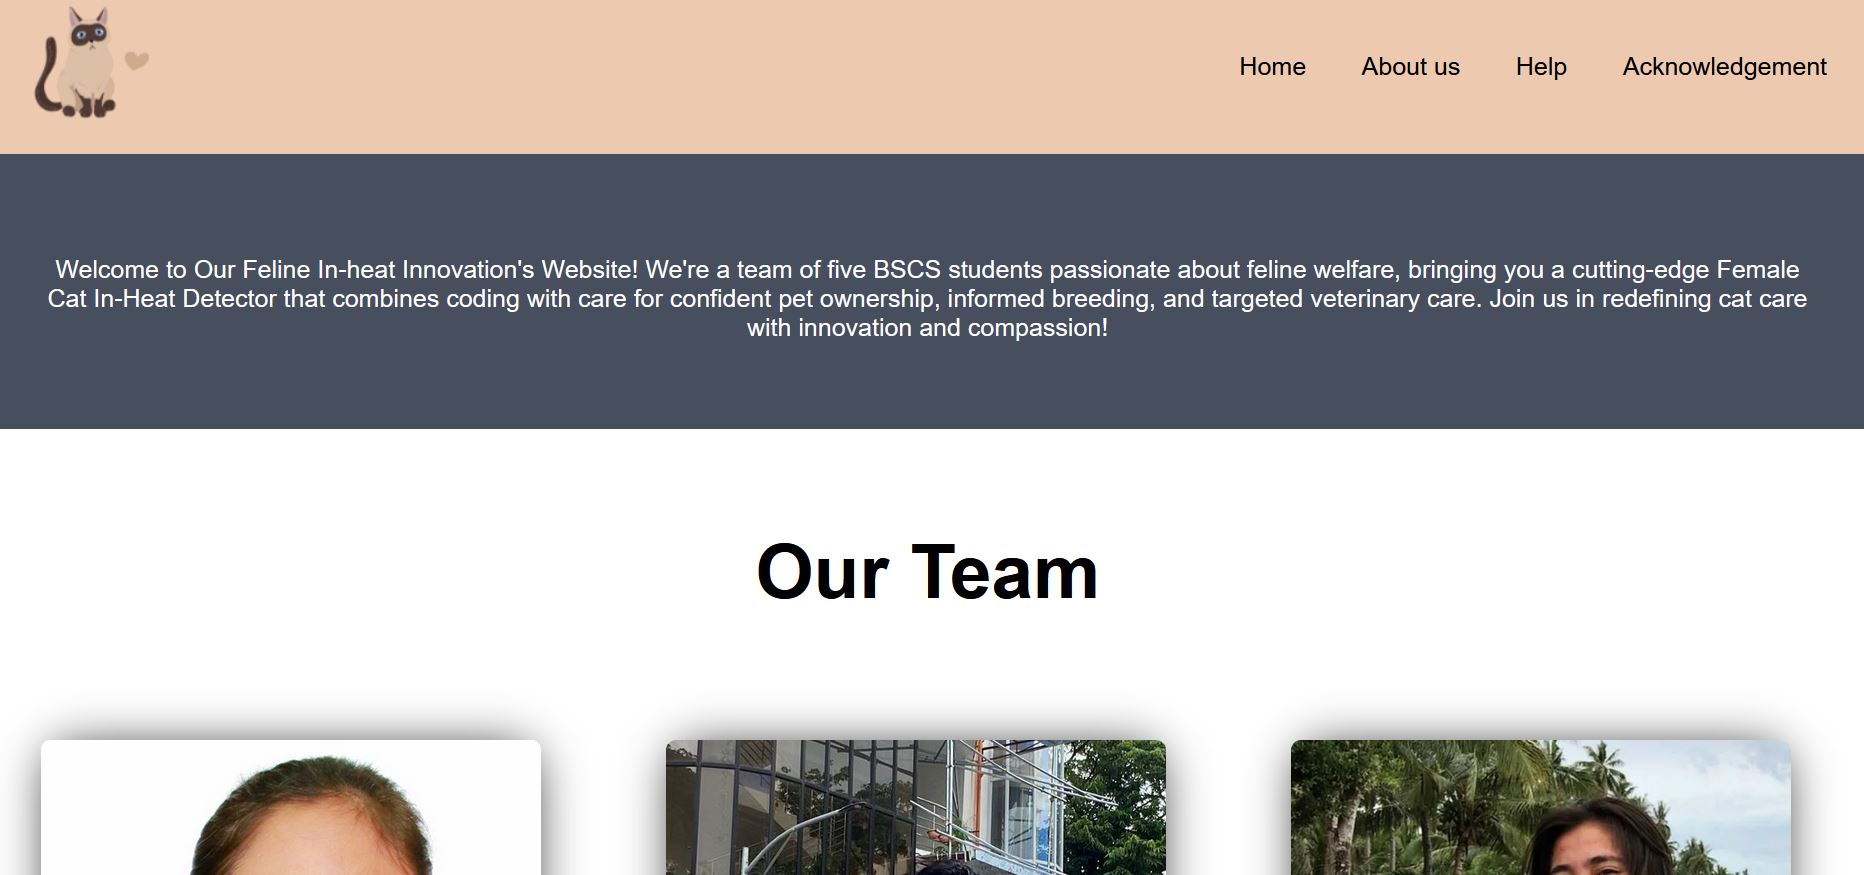 Home About us Help Acknowledgement
Welcome to Our Feline In-heat Innovation's Website! We're a team of five BSCS students passionate about feline welfare, bringing you a cutting-edge Female
Cat In-Heat Detector that combines coding with care for confident pet ownership, informed breeding, and targeted veterinary care. Join us in redefining cat care
with innovation and compassion!
Our Team